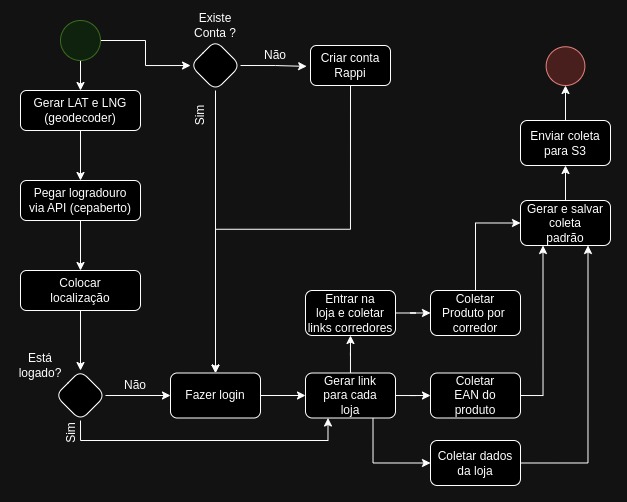 Existe
Conta ?
Não
Criar conta
Rappi
Sim
Gerar LAT e LNG
(geodecoder)
Enviar coleta
para S3
Pegar logradouro
via API (cepaberto)
Gerar e salvar
coleta
padrão
Colocar
localização
Entrar na
loja e coletar
links corredores
Coletar
Produto por
corredor
Está
logado?
Não
Fazer login
Gerar link
para cada
loja
Coletar
EAN do
produto
Sim
Coletar dados
da loja